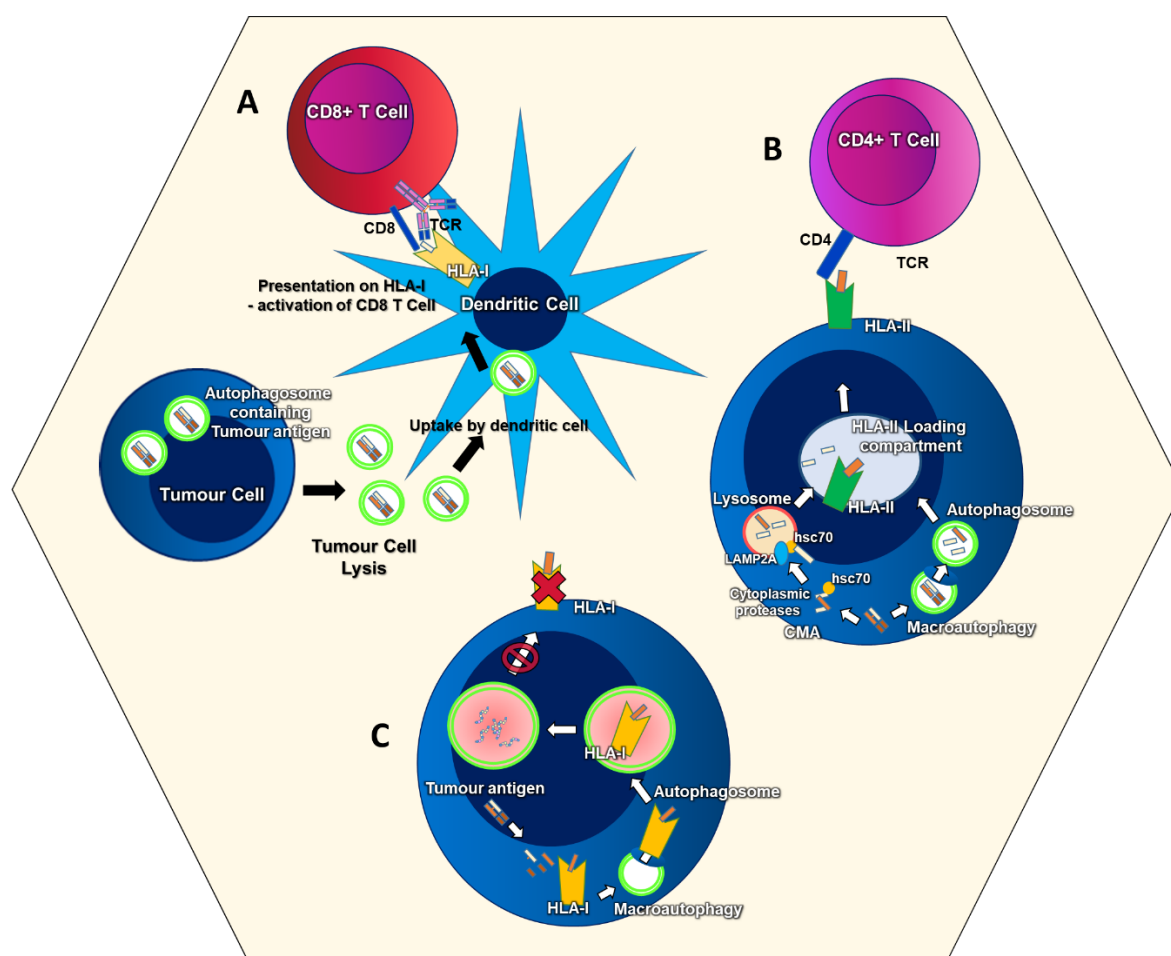 A
CD8+ T Cell
CD8
TCR
HLA-I
Presentation on HLA-I
- activation of CD8 T Cell
Dendritic Cell
Autophagosome
containing
Tumour antigen
Tumour Cell
Uptake by dendritic cell
Tumour Cell
Lysis
B
CD4+ T Cell
CD4
TCR
HLA-II
HLA-II Loading
compartment
HLA-II
Lysosome
hsc70
LAMP2A
Autophagosome
hsc70
Cytoplasmic
proteases
CMA
Macroautophagy
C
HLA-I
HLA-I
Tumour antigen
Autophagosome
HLA-I
Macroautophagy